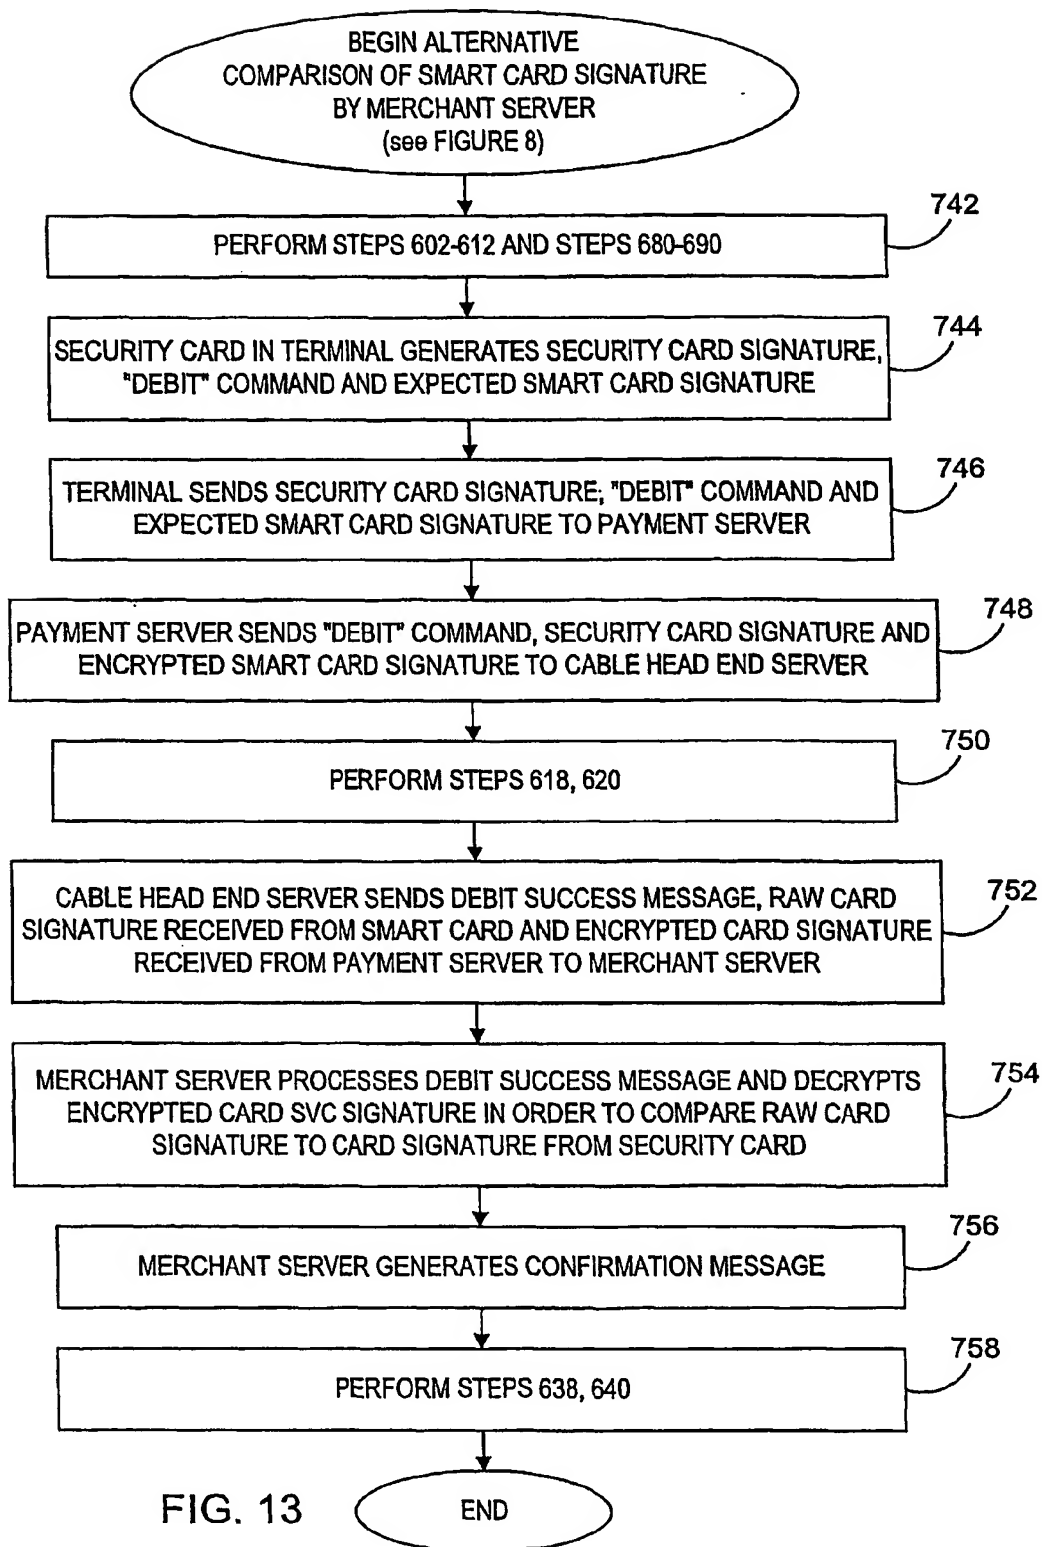 BEGIN ALTERNATIVE
COMPARISON OF SMART CARD SIGNATURE
BY MERCHANT SERVER
(see FIGURE 8)
742
PERFORM STEPS 602-612 AND STEPS 680-690
744
SECURITY CARD IN TERMINAL GENERATES SECURITY CARD SIGNATURE,
"DEBIT" COMMAND AND EXPECTED SMART CARD SIGNATURE
746
TERMINAL SENDS SECURITY CARD SIGNATURE, "DEBIT" COMMAND AND
EXPECTED SMART CARD SIGNATURE TO PAYMENT SERVER
748
PAYMENT SERVER SENDS "DEBIT" COMMAND, SECURITY CARD SIGNATURE AND
ENCRYPTED SMART CARD SIGNATURE TO CABLE HEAD END SERVER
750
PERFORM STEPS 618, 620
752
CABLE HEAD END SERVER SENDS DEBIT SUCCESS MESSAGE, RAW CARD
SIGNATURE RECEIVED FROM SMART CARD AND ENCRYPTED CARD SIGNATURE
RECEIVED FROM PAYMENT SERVER TO MERCHANT SERVER
754
MERCHANT SERVER PROCESSES DEBIT SUCCESS MESSAGE AND DECRYPTS
ENCRYPTED CARD SVC SIGNATURE IN ORDER TO COMPARE RAW CARD
SIGNATURE TO CARD SIGNATURE FROM SECURITY CARD
756
MERCHANT SERVER GENERATES CONFIRMATION MESSAGE
758
PERFORM STEPS 638, 640
END
FIG. 13